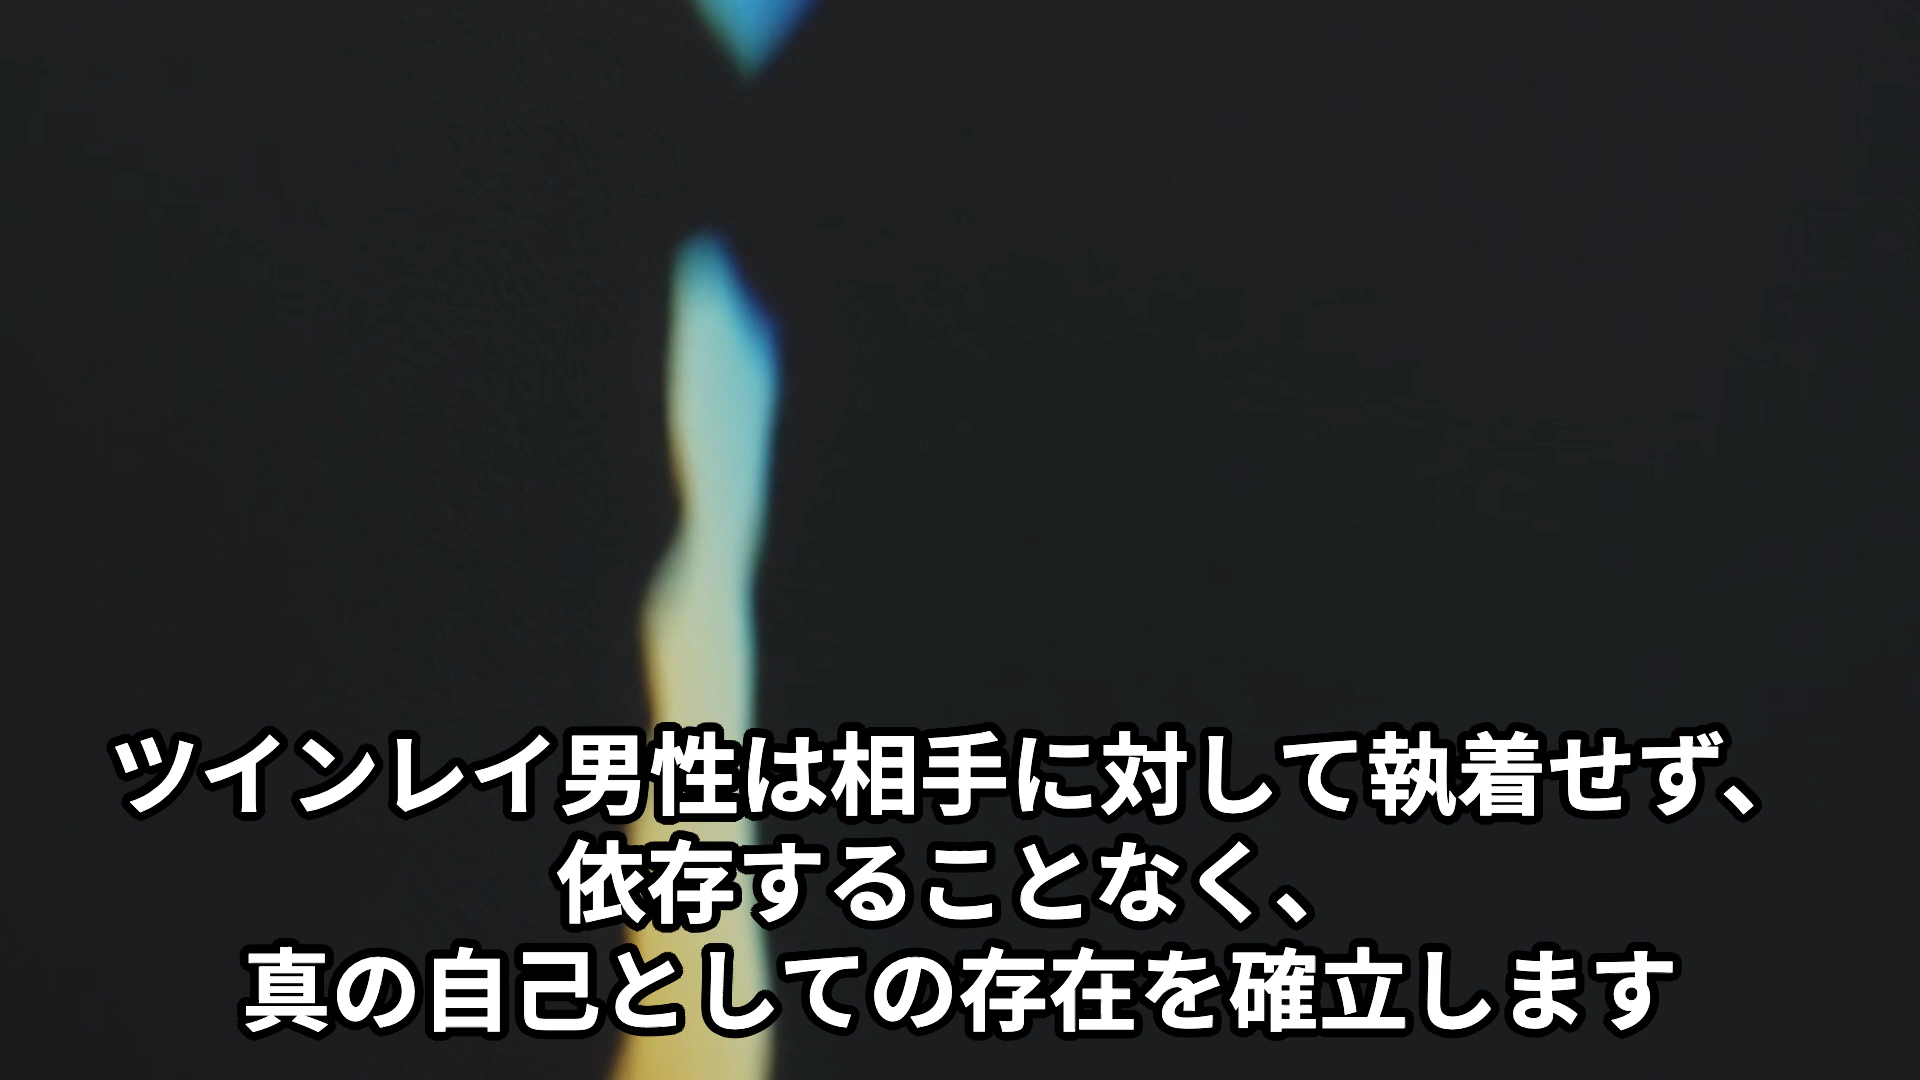 ツインレイ男性は相手に対して執着せず、
依存することなく、
真の自己としての存在を確立します